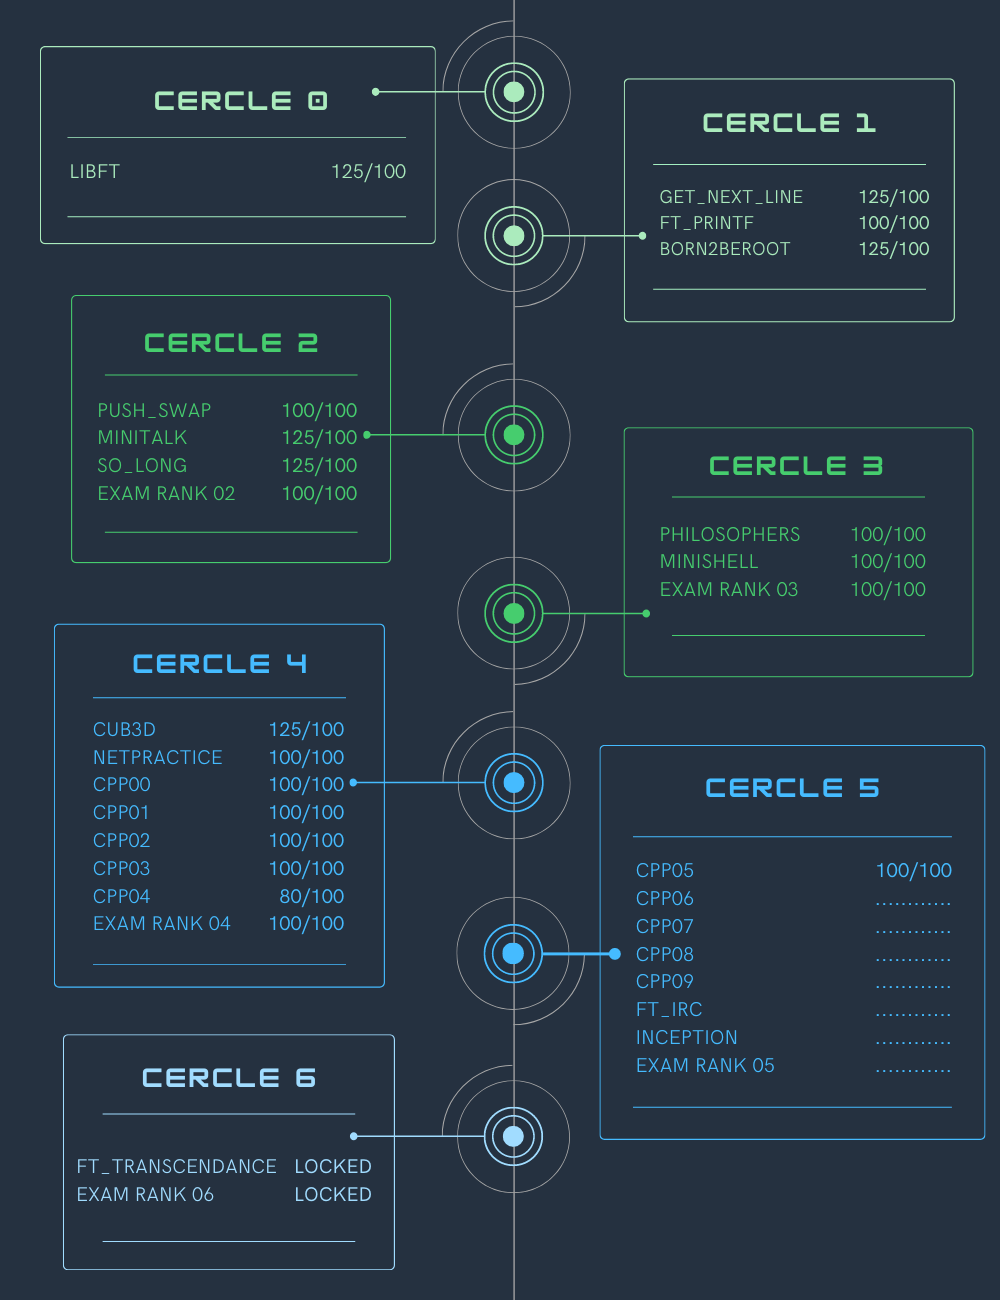 CERCLE 0
LIBFT 125/100
CERCLE 1
GET_NEXT_LINE 125/100
FT_PRINTF 100/100
BORN2BEROOT 125/100
CERCLE 2
PUSH_SWAP 100/100
MINITALK 125/100
SO_LONG 125/100
EXAM RANK 02 100/100
CERCLE 3
PHILOSOPHERS 100/100
MINISHELL 100/100
EXAM RANK 03 100/100
CERCLE 4
CUB3D 125/100
NETPRACTICE 100/100
CPP00 100/100
CPP01 100/100
CPP02 100/100
CPP03 100/100
CPP04 80/100
EXAM RANK 04 100/100
CERCLE 5
CPP05 100/100
CPP06 ............
CPP07 ............
CPP08 ............
CPP09 ............
FT_IRC ............
INCEPTION ............
EXAM RANK 05 ............
CERCLE 6
FT_TRANSCENDANCE LOCKED
EXAM RANK 06 LOCKED